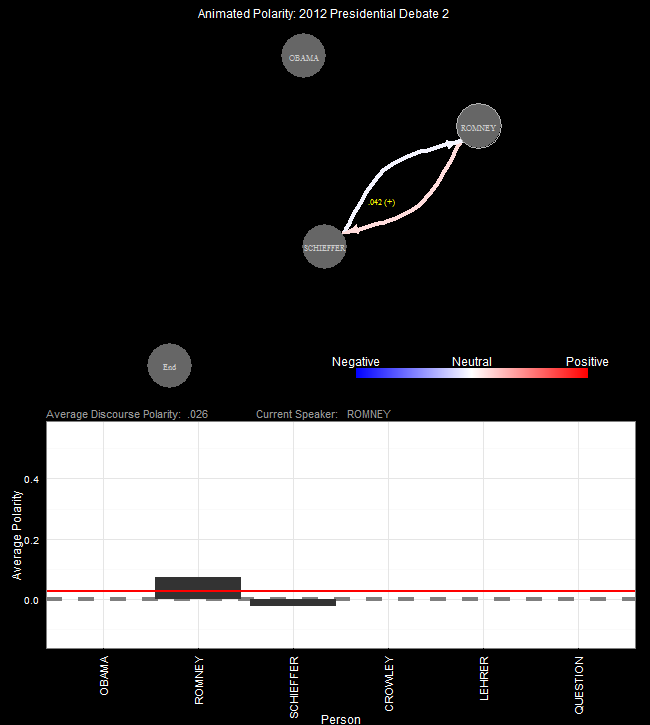 Animated Polarity: 2012 Presidential Debate 2
OBAMA
ROMNEY
.042 (+)
SCHIEFFER
End
Negative Neutral Positive
Average Discourse Polarity: .026 Current Speaker: ROMNEY
Average Polarity
0.4
0.2
0.0
OBAMA
ROMNEY
SCHIEFFER
CROWLEY
LEHRER
QUESTION
Person